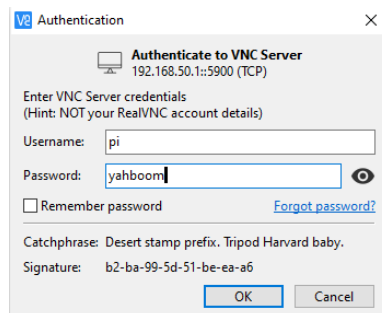 V2 Authentication
Authenticate to VNC Server
192.168.50.1::5900 (TCP)
Enter VNC Server credentials
(Hint: NOT your RealVNC account details)
Username: pi
Password: yahboom
Remember password Forgot password?
Catchphrase: Desert stamp prefix. Tripod Harvard baby.
Signature: b2-ba-99-5d-51-be-ea-a6
OK Cancel